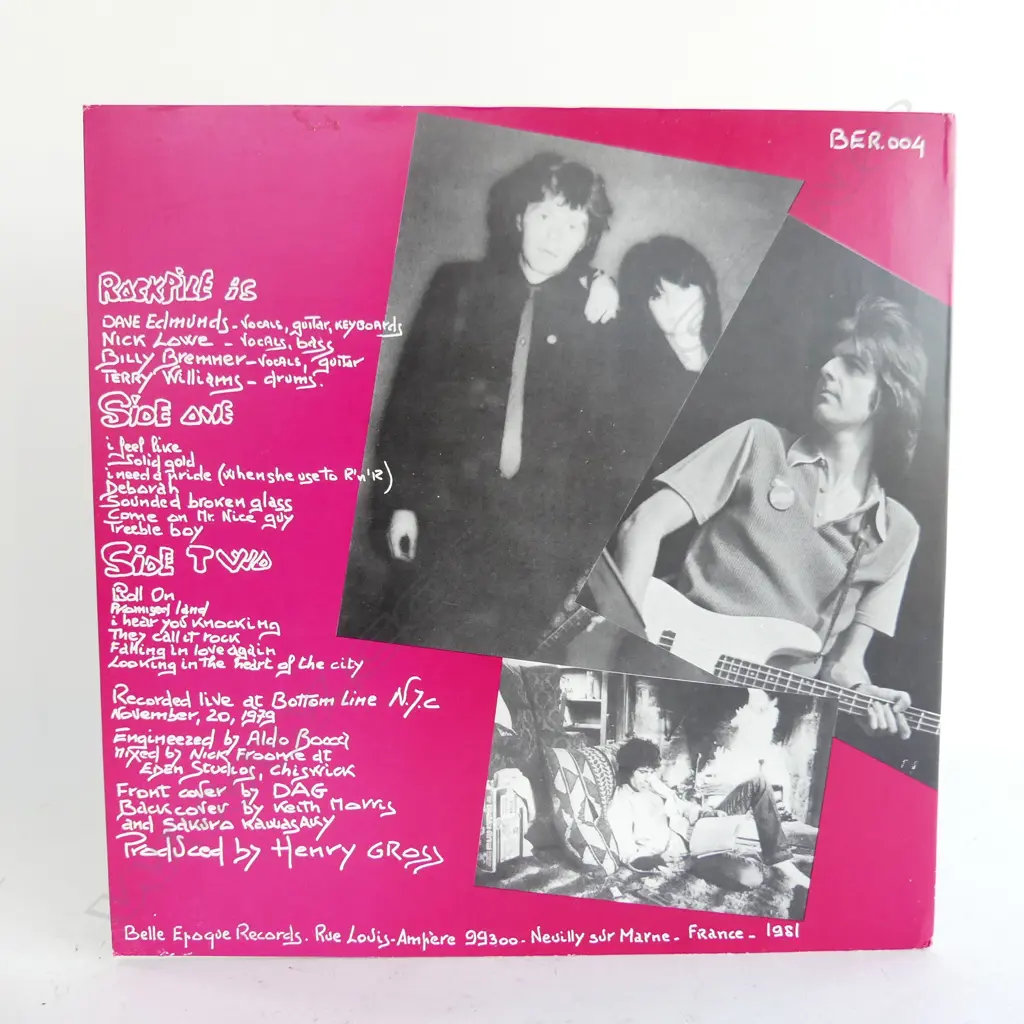 BER.004
ROCKPILE iS
DAVE Edmunds - VOCALS, guitar, KEYBOARds
NICK LOWE - VOCALS, bass
BILLY Bremner - VOCALS, guitar
TERRY Williams - drums.
SidE ONE
i feel like
Solid gold
i need a pride (when she use to R'n'R)
Deborah
Sounded broken glass
Come on Mr. Nice guy
Treeble boy
SidE TWO
Roll On
Promised land
i hear you KNOCKiNg
They call it rock
Falling in love again
Looking in the heart of the city
Recorded live at Bottom Line N.Y.C
November, 20, 1979
Engineezed by Aldo Bocci
mixed by Nick Froome at
EDEN Studios, Chiswick
Front cover by DAG
Back cover by Keith Morris
and Sakura KAWASAKY
Produced by Henry GROSS
Belle Epoque Records. Rue Louis-Ampère 99300 - Neuilly sur Marne - France - 1981